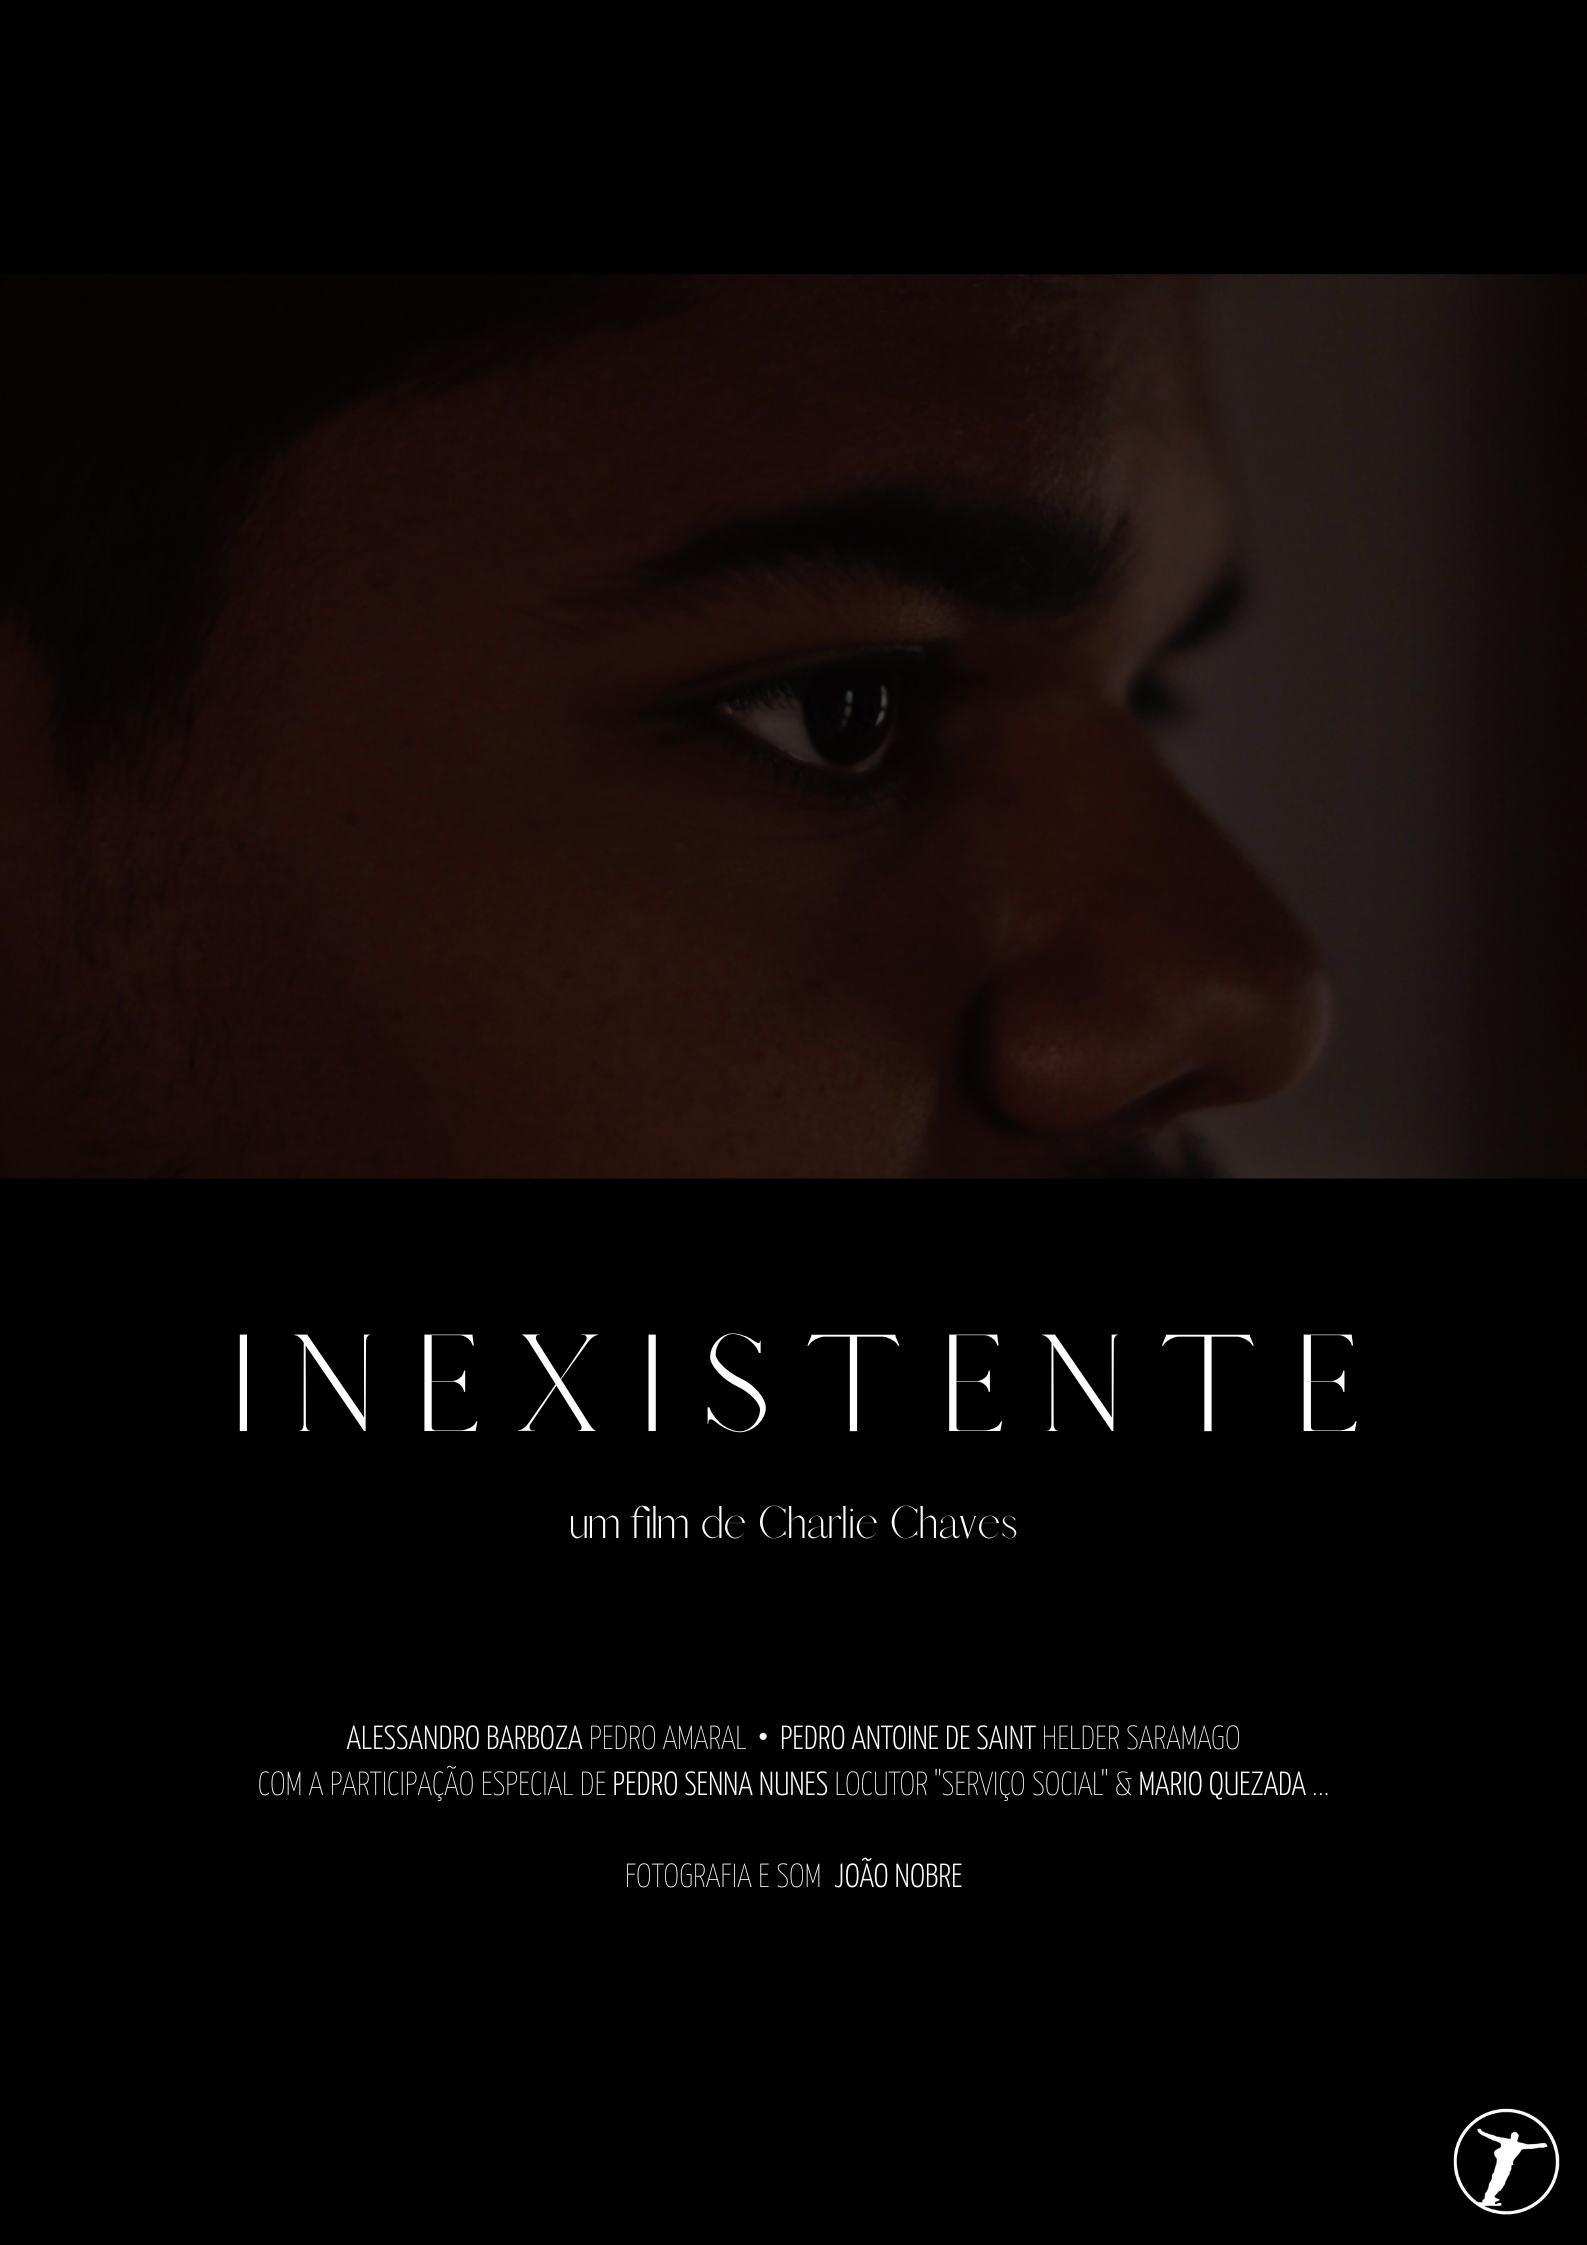 INEXISTENTE
um film de Charlie Chaves
ALESSANDRO BARBOZA PEDRO AMARAL • PEDRO ANTOINE DE SAINT HELDER SARAMAGO
COM A PARTICIPAÇÃO ESPECIAL DE PEDRO SENNA NUNES LOCUTOR "SERVIÇO SOCIAL" & MARIO QUEZADA ...
FOTOGRAFIA E SOM JOÃO NOBRE